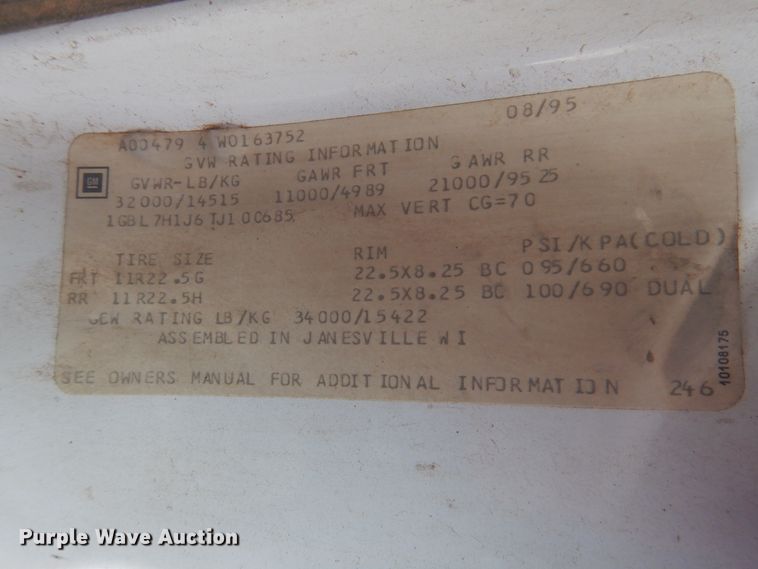 08/95
A00479 4 W0163752
GVW RATING INFORMATION
GVWR-LB/KG GAWR FRT GAWR RR
32000/14515 11000/4989 21000/9525
1GBL7H1J6TJ100685 MAX VERT CG=70
TIRE SIZE RIM PSI/KPA(COLD)
FRT 11R22.5G 22.5X8.25 BC 095/660
RR 11R22.5H 22.5X8.25 BC 100/690 DUAL
GCW RATING LB/KG 34000/15422
ASSEMBLED IN JANESVILLE WI
SEE OWNERS MANUAL FOR ADDITIONAL INFORMATION 246
10108175
GM
Purple Wave Auction